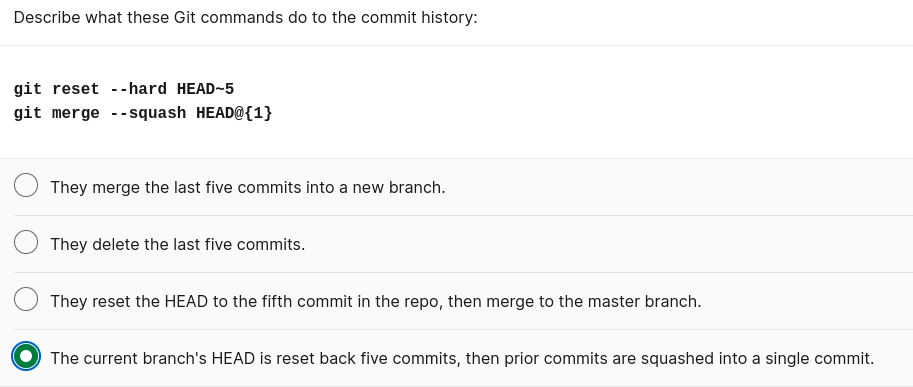 Describe what these Git commands do to the commit history:
git reset --hard HEAD~5
git merge --squash HEAD@{1}
They merge the last five commits into a new branch.
They delete the last five commits.
They reset the HEAD to the fifth commit in the repo, then merge to the master branch.
The current branch's HEAD is reset back five commits, then prior commits are squashed into a single commit.